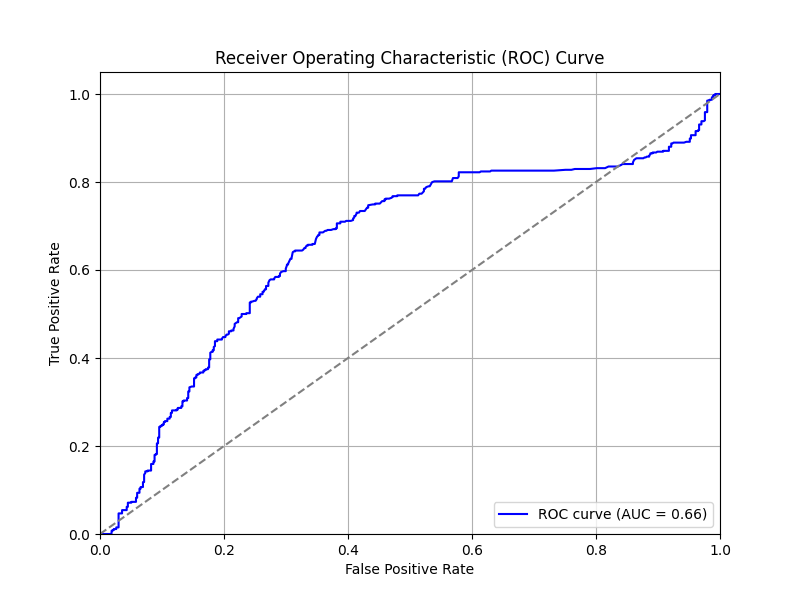 Receiver Operating Characteristic (ROC) Curve
True Positive Rate
1.0
0.8
0.6
0.4
0.2
0.0
0.0 0.2 0.4 0.6 0.8 1.0
False Positive Rate
ROC curve (AUC = 0.66)